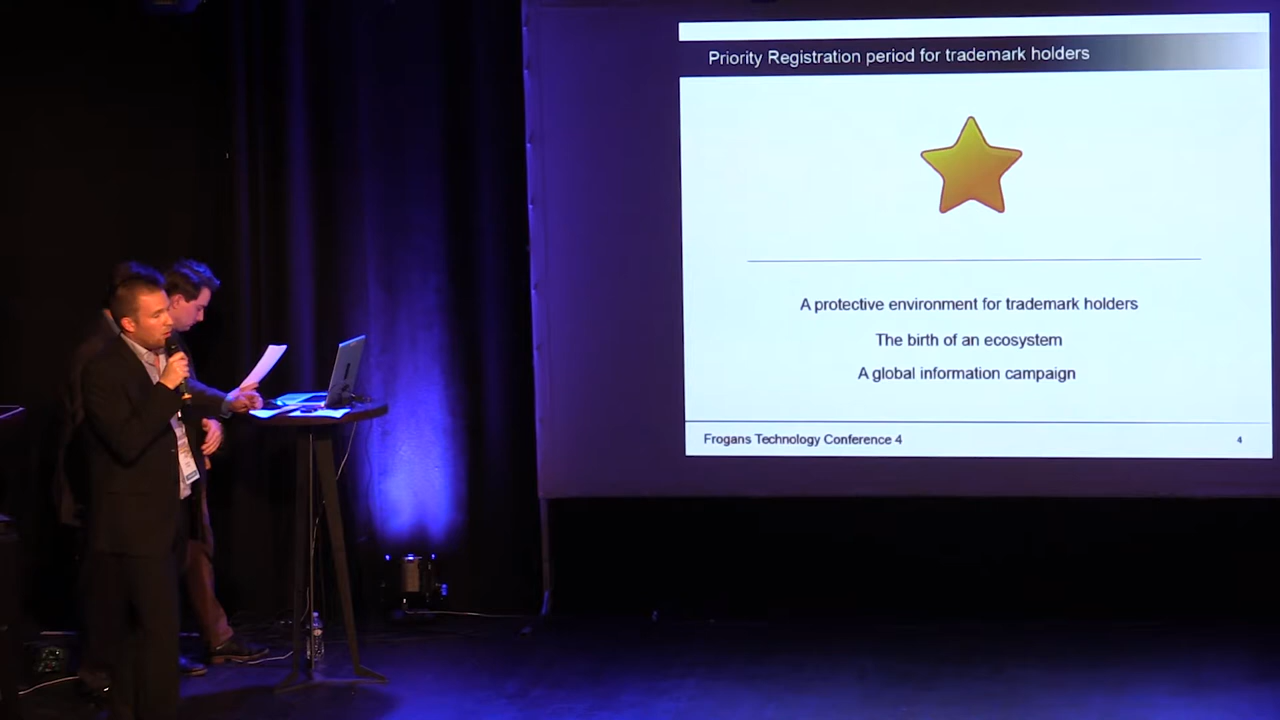 Priority Registration period for trademark holders
A protective environment for trademark holders
The birth of an ecosystem
A global information campaign
Frogans Technology Conference 4
4